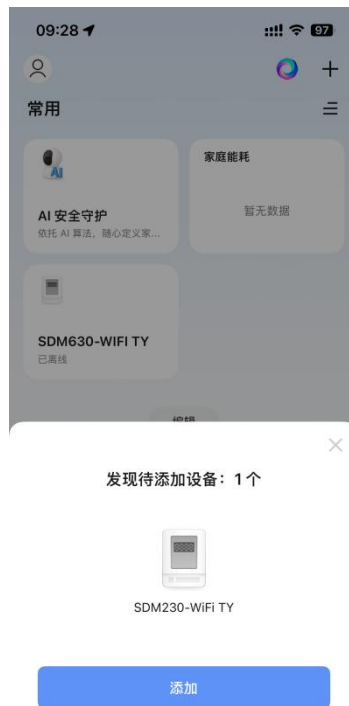 09:28
97
常用
家庭能耗
AI
AI 安全守护
依托 AI 算法，随心定义家...
暂无数据
SDM630-WIFI TY
已离线
编辑
发现待添加设备：1个
SDM230-WiFi TY
添加